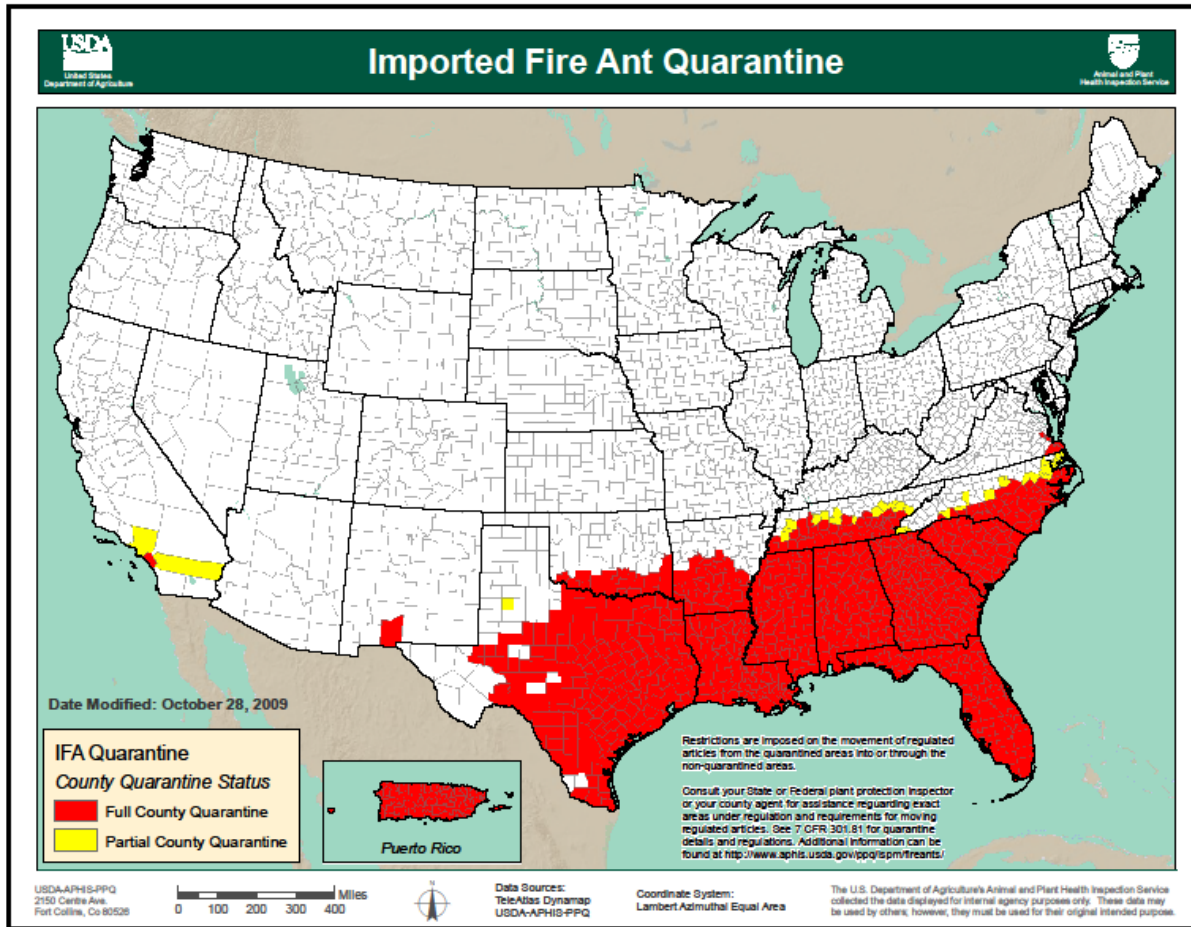 USDA
United States
Department of Agriculture
Imported Fire Ant Quarantine
Animal and Plant
Health Inspection Service
Date Modified: October 28, 2009
IFA Quarantine
County Quarantine Status
Full County Quarantine
Partial County Quarantine
Puerto Rico
Restrictions are imposed on the movement of regulated
articles from the quarantined areas into or through the
non-quarantined areas.
Consult your State or Federal plant protection inspector
or your county agent for assistance reguarding exact
areas under regulation and requirements for moving
regulated articles. See 7 CFR 301.81 for quarantine
details and regulations. Additional information can be
found at http://www.aphis.usda.gov/ppq/ispm/fireants/
USDA-APHIS-PPQ
2150 Centre Ave.
Fort Collins, Co 80526
Miles
0 100 200 300 400
N
Data Sources:
TeleAtlas Dynamap
USDA-APHIS-PPQ
Coordinate System:
Lambert Azimuthal Equal Area
The U.S. Department of Agriculture's Animal and Plant Health Inspection Service
collected the data displayed for internal agency purposes only. These data may
be used by others; however, they must be used for their original intended purpose.